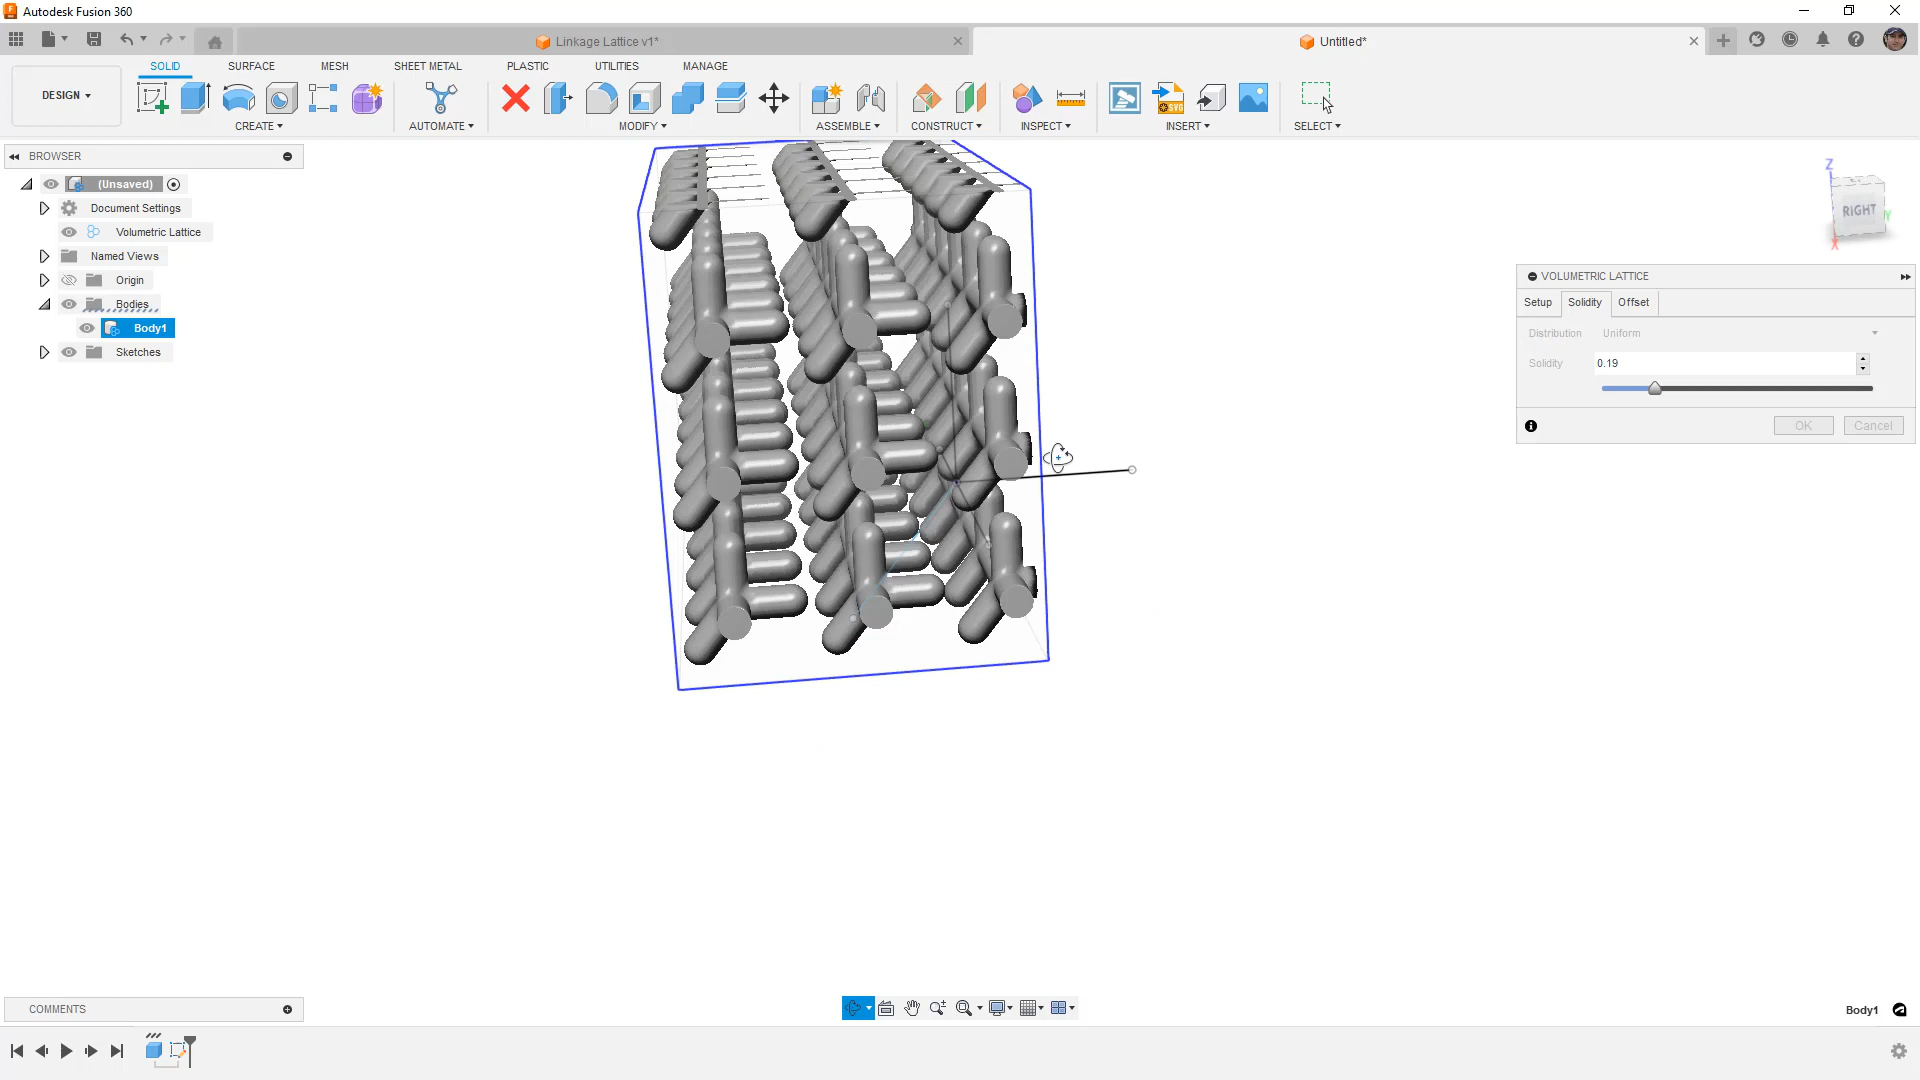 Autodesk Fusion 360
Linkage Lattice v1*
Untitled*
DESIGN
SOLID
SURFACE
MESH
SHEET METAL
PLASTIC
UTILITIES
MANAGE
CREATE
AUTOMATE
MODIFY
ASSEMBLE
CONSTRUCT
INSPECT
INSERT
SELECT
BROWSER
(Unsaved)
Document Settings
Volumetric Lattice
Named Views
Origin
Bodies
Body1
Sketches
Z
RIGHT
Y
X
VOLUMETRIC LATTICE
Setup
Solidity
Offset
Distribution Uniform
Solidity 0.19
OK
Cancel
COMMENTS
Body1